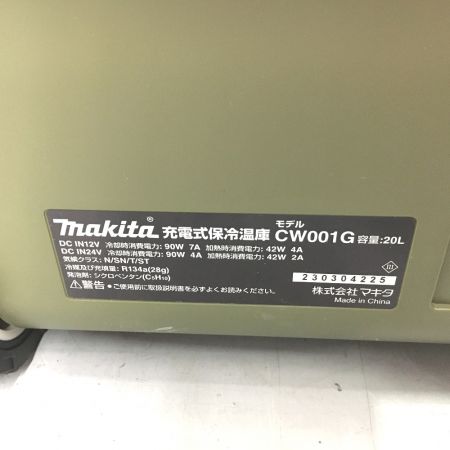 makita® 充電式保冷温庫 モデル CW001G 容量:20L
DC IN12V 冷却時消費電力: 90W 7A 加熱時消費電力: 42W 4A
DC IN24V 冷却時消費電力: 90W 4A 加熱時消費電力: 42W 2A
気候クラス: N/SN/T/ST
冷媒及び充填量: R134a(28g)
発泡剤: シクロペンタン(C₅H₁₀)
⚠警告 ●ご使用前に取扱説明書を必ずよくお読みください。
III
230304225
株式会社マキタ
Made in China